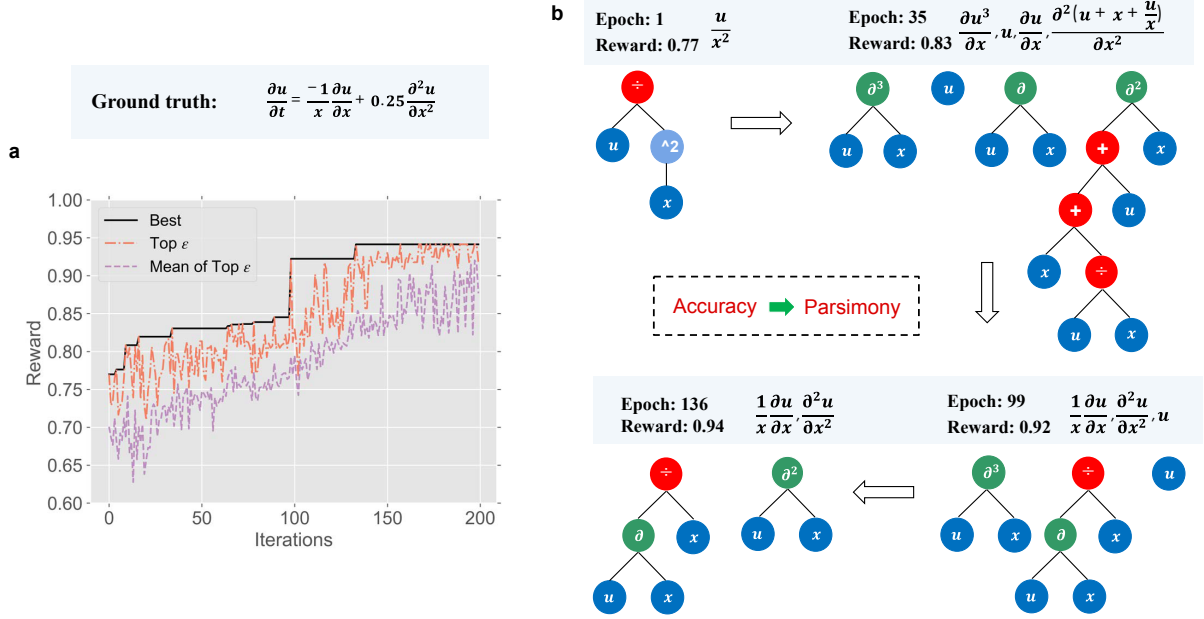 b
Epoch: 1
Reward: 0.77
u/x²
Epoch: 35
Reward: 0.83
∂u³/∂x, u, ∂u/∂x, ∂²(u + x + u/x)/∂x²
Ground truth: ∂u/∂t = −1/x ∂u/∂x + 0.25 ∂²u/∂x²
÷
u ^2
x
∂³ u ∂ ∂²
u x u x + x
+ u
x ÷
u x
a
1.00
0.95
0.90
0.85
0.80
0.75
0.70
0.65
0.60
Reward
Best
Top ε
Mean of Top ε
0 50 100 150 200
Iterations
Accuracy Parsimony
Epoch: 136
Reward: 0.94
1/x ∂u/∂x, ∂²u/∂x²
Epoch: 99
Reward: 0.92
1/x ∂u/∂x, ∂²u/∂x², u
÷ ∂²
∂ x u x
u x
∂³ ÷ u
u x ∂ x
u x